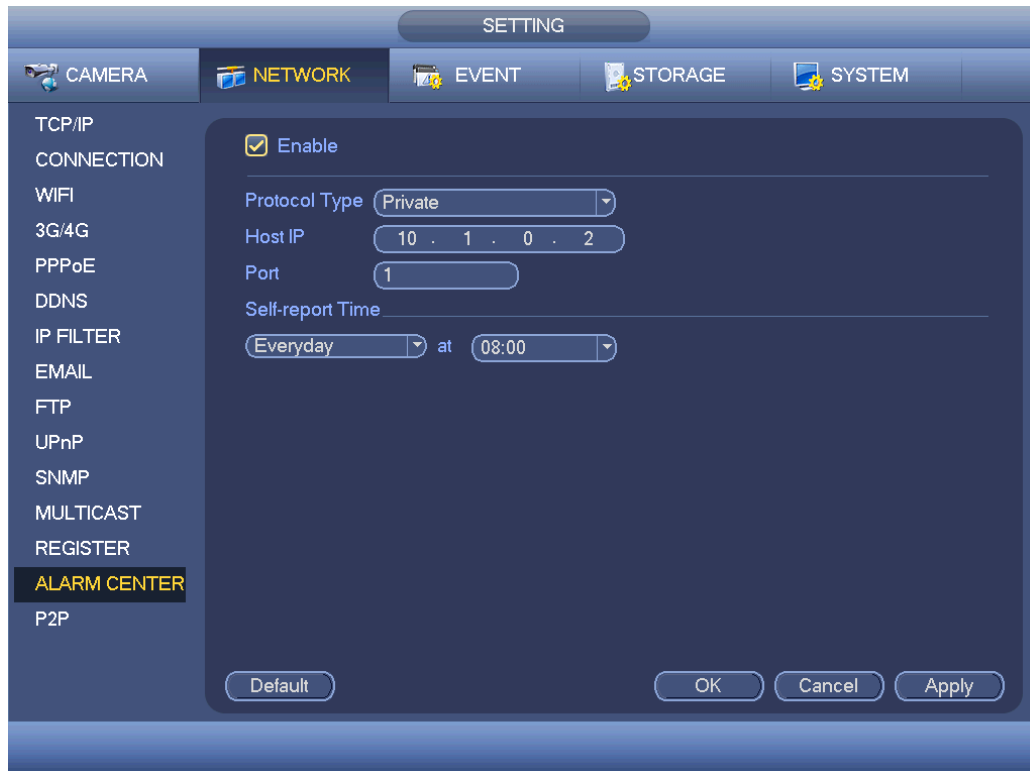 SETTING
CAMERA NETWORK EVENT STORAGE SYSTEM
TCP/IP
CONNECTION
WIFI
3G/4G
PPPoE
DDNS
IP FILTER
EMAIL
FTP
UPnP
SNMP
MULTICAST
REGISTER
ALARM CENTER
P2P
Enable
Protocol Type Private
Host IP 10 . 1 . 0 . 2
Port 1
Self-report Time
Everyday at 08:00
Default OK Cancel Apply